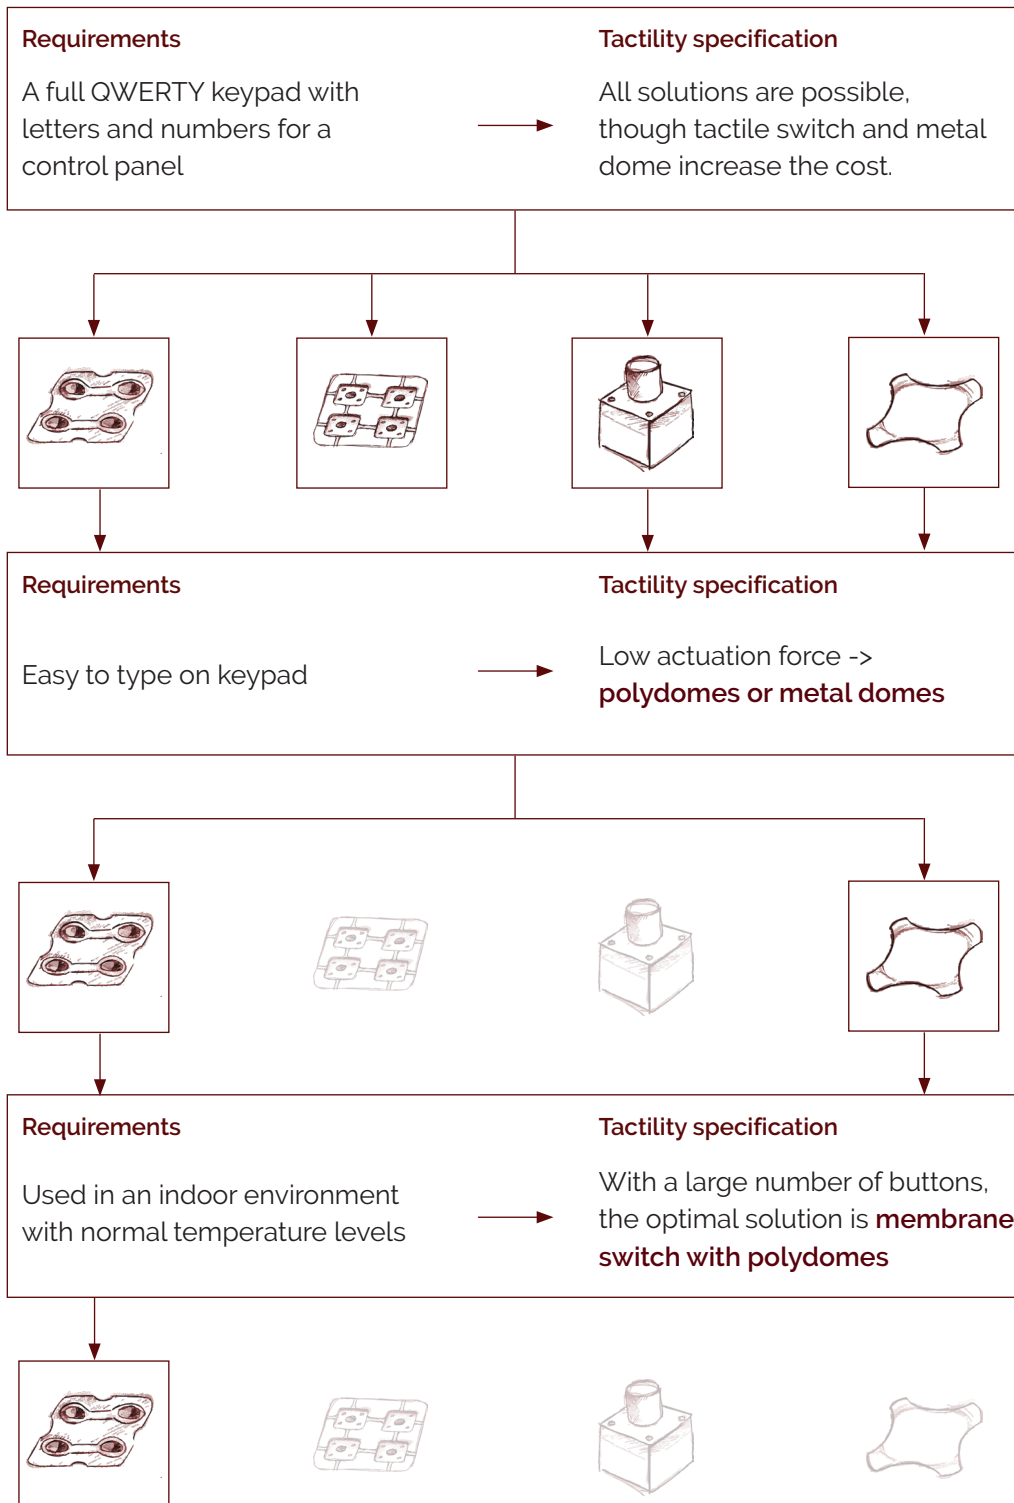 Requirements
A full QWERTY keypad with
letters and numbers for a
control panel
Tactility specification
All solutions are possible,
though tactile switch and metal
dome increase the cost.
Requirements
Easy to type on keypad
Tactility specification
Low actuation force ->
polydomes or metal domes
Requirements
Used in an indoor environment
with normal temperature levels
Tactility specification
With a large number of buttons,
the optimal solution is membrane
switch with polydomes